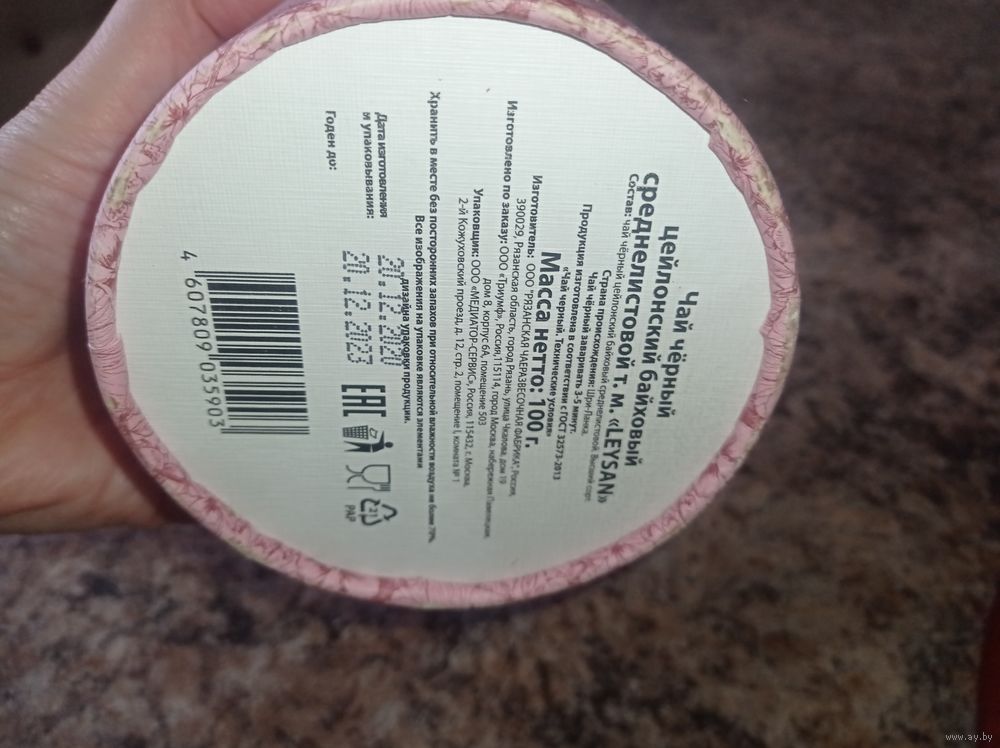 Чай чёрный
цейлонский байховый
среднелистовой т. м. «LEYSAN»
Состав: чай чёрный цейлонский байховый среднелистовой. Высший сорт.
Страна происхождения: Шри-Ланка.
Чай чёрный заваривать 3-5 минут.
Продукция изготовлена в соответствии с ГОСТ 32573-2013
«Чай черный. Технические условия»
Масса нетто: 100 г.
Изготовитель: ООО "РЯЗАНСКАЯ ЧАЕРАЗВЕСОЧНАЯ ФАБРИКА", Россия,
390029, Рязанская область, город Рязань, улица Чкалова, дом 19
Изготовлено по заказу: ООО «Триумф», Россия, 115114, город Москва, набережная
дом 8, корпус 6А, помещение 503
Упаковщик: ООО «МЕДИАТОР-СЕРВИС», Россия, 115432, г. Москва,
2-й Кожуховский проезд, д. 12, стр. 2, помещение I, комната № 1
Хранить в месте без посторонних запахов при относительной влажности воздуха не более 70%.
Все изображения на упаковке являются элементами
дизайна упаковки продукции.
Дата изготовления
и упаковывания: 20.12.2020
Годен до: 20.12.2023
EAC
21
PAP
4 607809 035903
www.ay.by